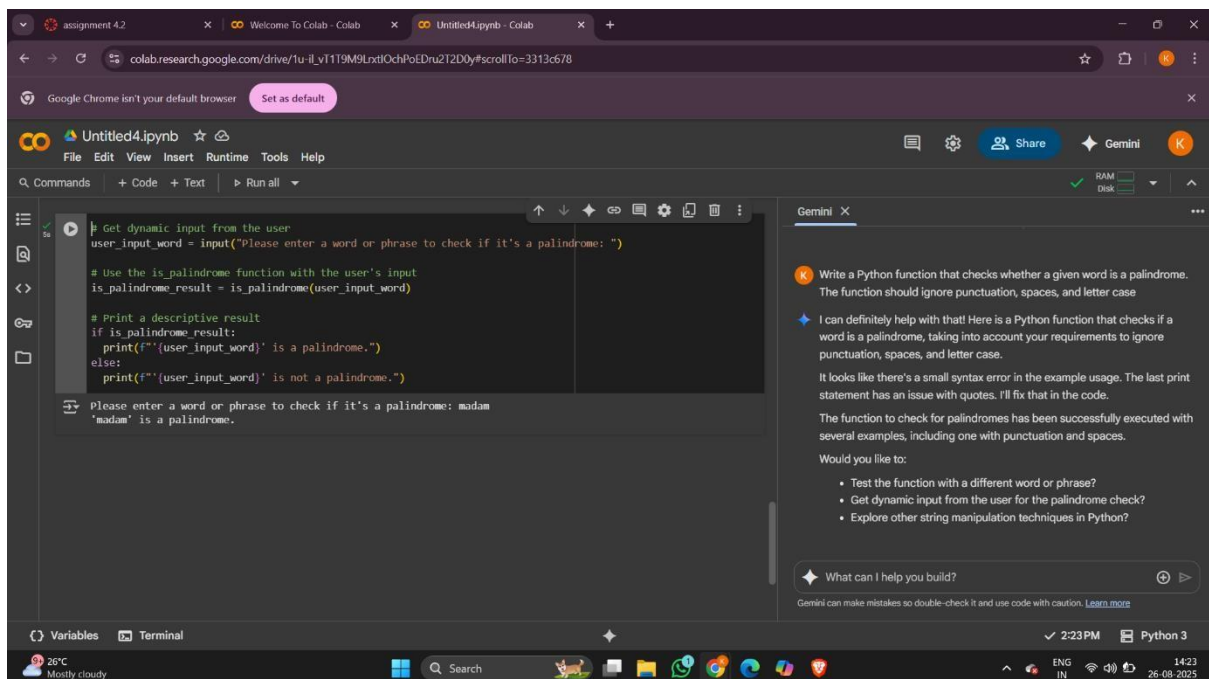 assignment 4.2
Welcome To Colab - Colab
Untitled4.ipynb - Colab
colab.research.google.com/drive/1u-il_vT1T9M9LrxtIOchPoEDru2T2D0y#scrollTo=3313c678
K
Google Chrome isn't your default browser
Set as default
Untitled4.ipynb
File Edit View Insert Runtime Tools Help
Share
Gemini
K
Commands + Code + Text Run all
RAM
Disk
5s
# Get dynamic input from the user
user_input_word = input("Please enter a word or phrase to check if it's a palindrome: ")
# Use the is_palindrome function with the user's input
is_palindrome_result = is_palindrome(user_input_word)
# Print a descriptive result
if is_palindrome_result:
print(f"'{user_input_word}' is a palindrome.")
else:
print(f"'{user_input_word}' is not a palindrome.")
Please enter a word or phrase to check if it's a palindrome: madam
'madam' is a palindrome.
Gemini
K
Write a Python function that checks whether a given word is a palindrome.
The function should ignore punctuation, spaces, and letter case
I can definitely help with that! Here is a Python function that checks if a
word is a palindrome, taking into account your requirements to ignore
punctuation, spaces, and letter case.
It looks like there's a small syntax error in the example usage. The last print
statement has an issue with quotes. I'll fix that in the code.
The function to check for palindromes has been successfully executed with
several examples, including one with punctuation and spaces.
Would you like to:
• Test the function with a different word or phrase?
• Get dynamic input from the user for the palindrome check?
• Explore other string manipulation techniques in Python?
What can I help you build?
Gemini can make mistakes so double-check it and use code with caution. Learn more
Variables Terminal
2:23 PM Python 3
26°C
Mostly cloudy
Search
ENG
IN
14:23
26-08-2025